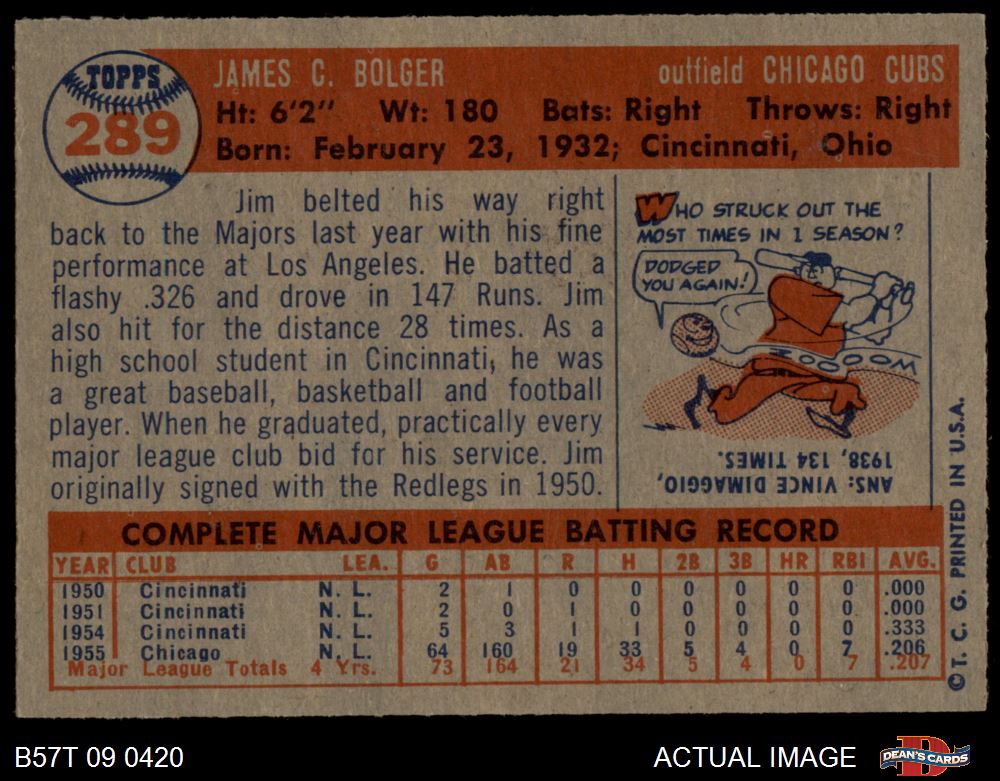 TOPPS
289
JAMES C. BOLGER outfield CHICAGO CUBS
Ht: 6'2" Wt: 180 Bats: Right Throws: Right
Born: February 23, 1932; Cincinnati, Ohio
Jim belted his way right
back to the Majors last year with his fine
performance at Los Angeles. He batted a
flashy .326 and drove in 147 Runs. Jim
also hit for the distance 28 times. As a
high school student in Cincinnati, he was
a great baseball, basketball and football
player. When he graduated, practically every
major league club bid for his service. Jim
originally signed with the Redlegs in 1950.
WHO STRUCK OUT THE
MOST TIMES IN 1 SEASON?
DODGED
YOU AGAIN!
ZOZOOOM
ANS: VINCE DIMAGGIO,
1938, 134 TIMES.
COMPLETE MAJOR LEAGUE BATTING RECORD
YEAR CLUB LEA. G AB R H 2B 3B HR RBI AVG.
1950 Cincinnati N. L. 2 1 0 0 0 0 0 0 .000
1951 Cincinnati N. L. 2 0 1 0 0 0 0 0 .000
1954 Cincinnati N. L. 5 3 1 1 0 0 0 0 .333
1955 Chicago N. L. 64 160 19 33 5 4 0 7 .206
Major League Totals 4 Yrs. 73 164 21 34 5 4 0 7 .207
© T. C. G. PRINTED IN U.S.A.
B57T 09 0420 ACTUAL IMAGE
DEAN'S CARDS